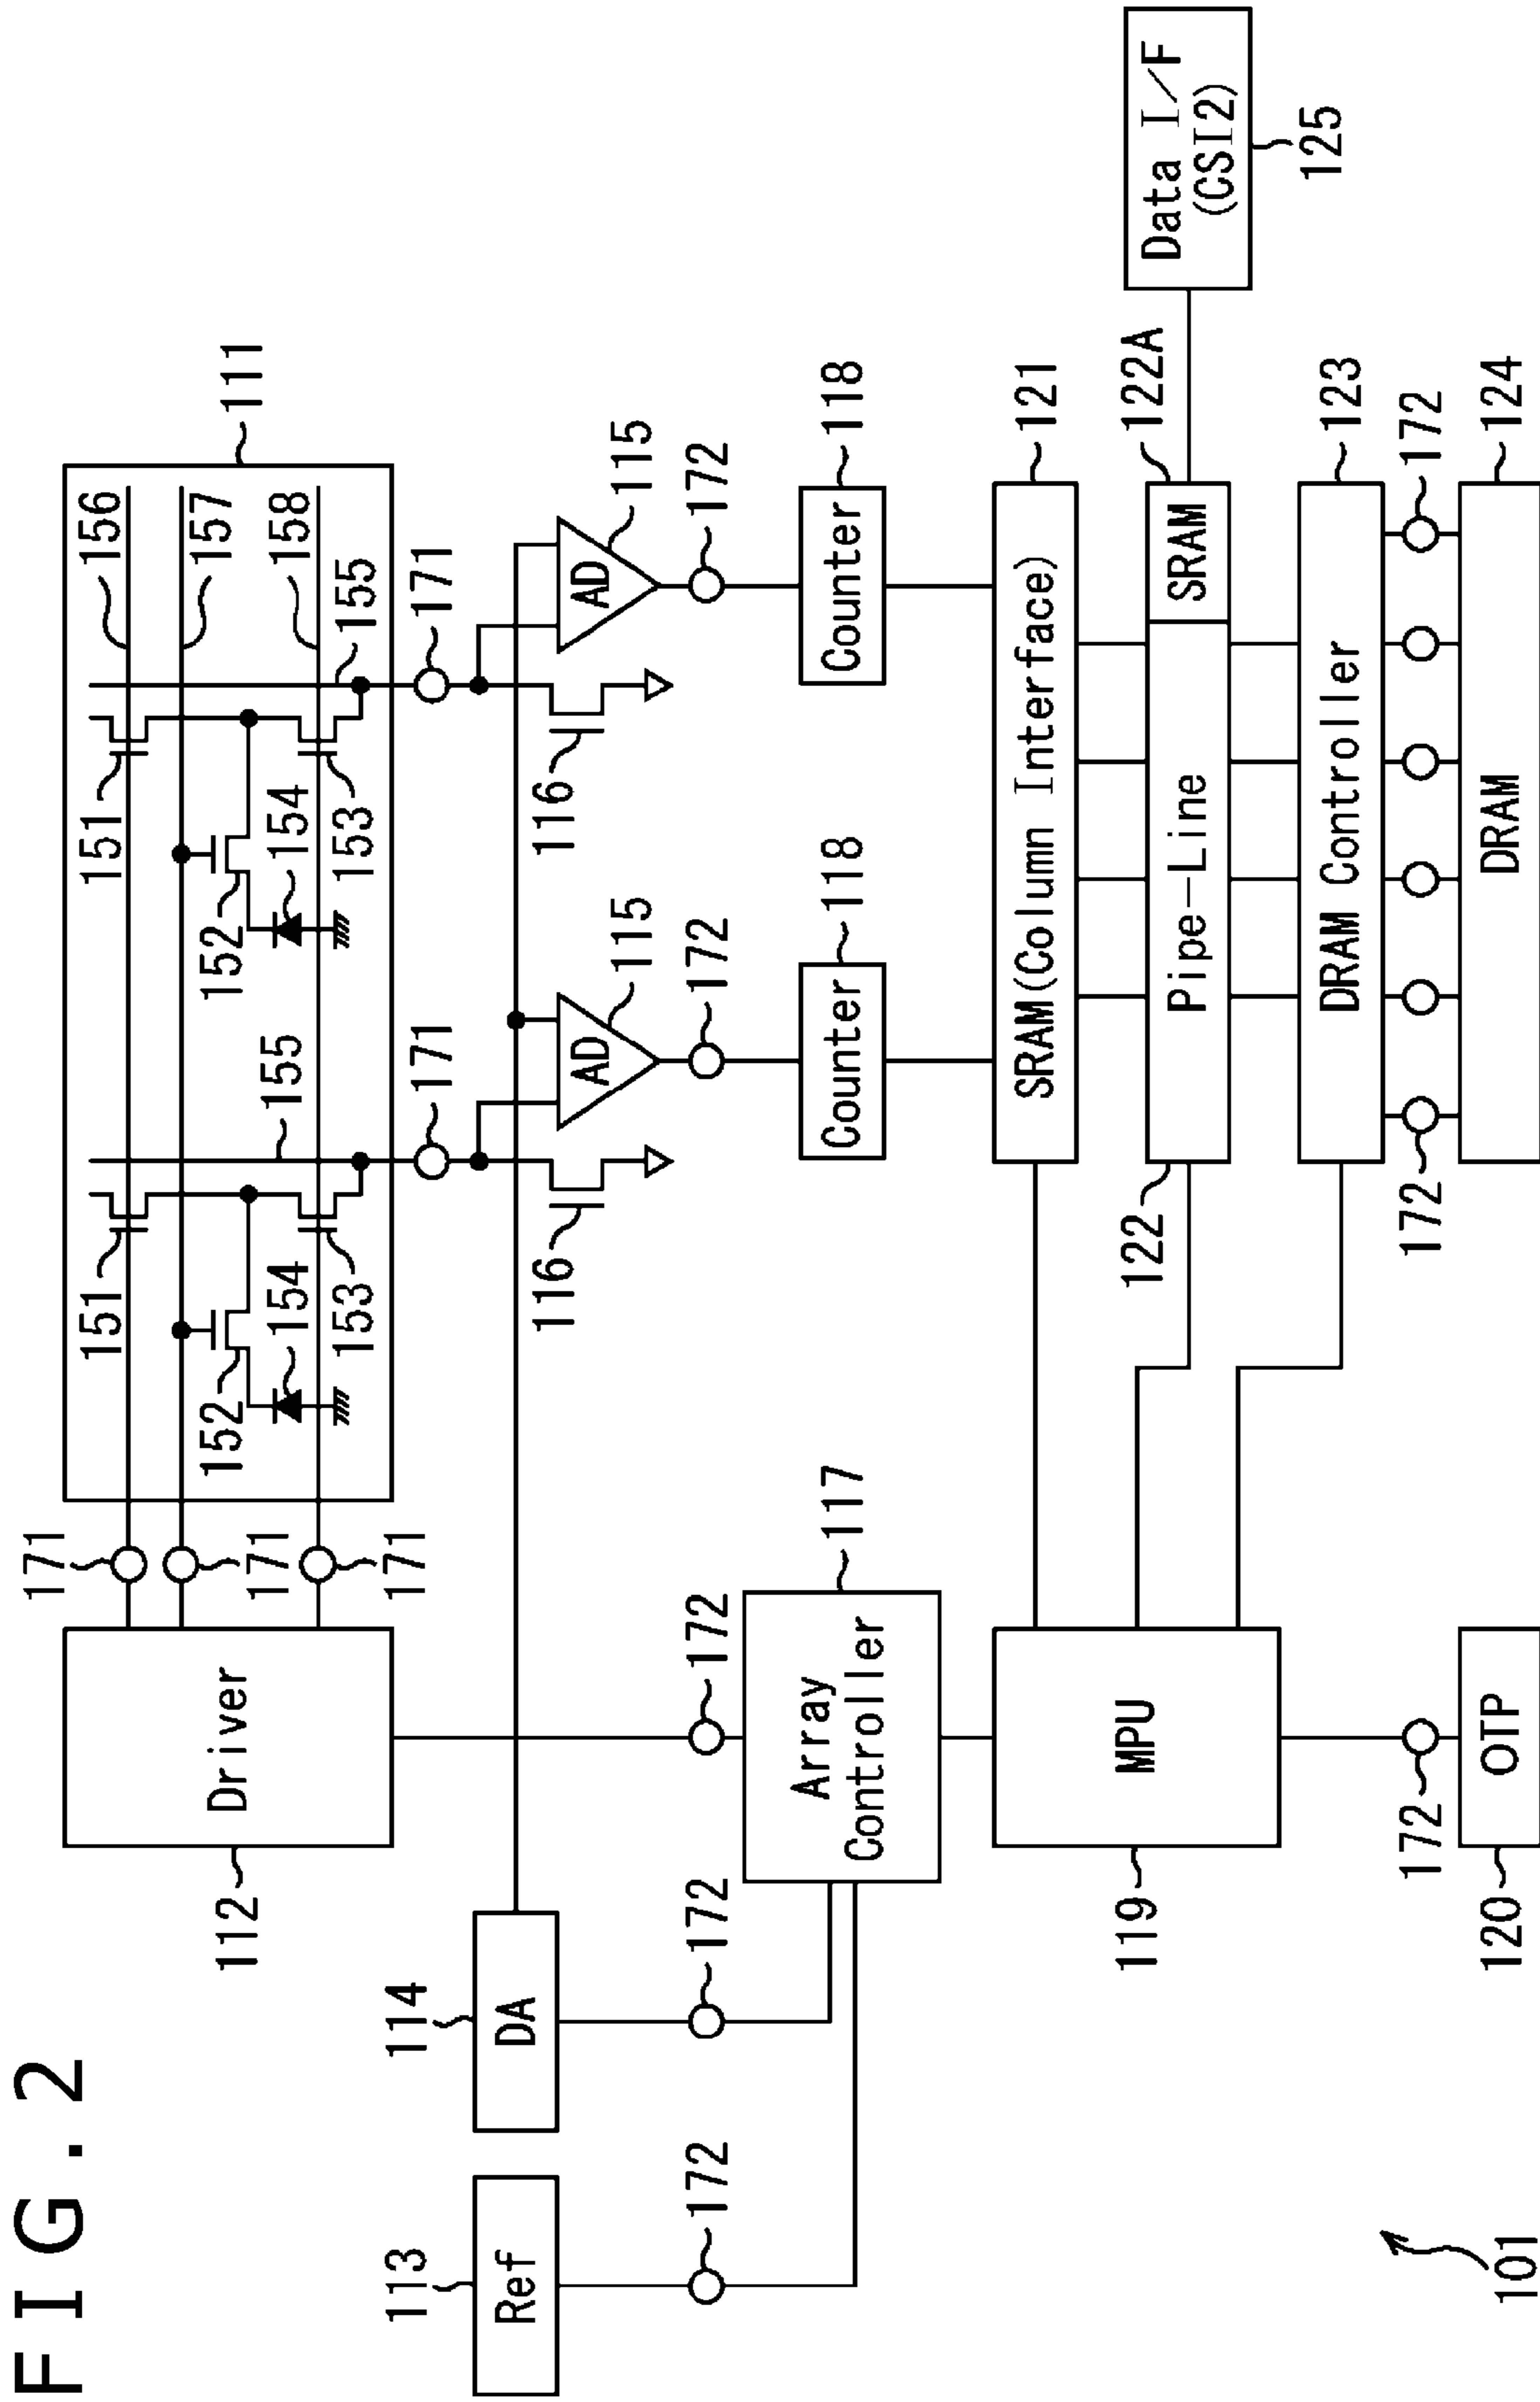 FIG.2
171
171
171
151
152
154
153
155
151
152
154
153
155
156
157
158
111
Driver
112
171
171
113
Ref
114
DA
116
AD
115
116
AD
115
172
172
172
172
172
Array
Controller
117
Counter
118
Counter
118
MPU
119
SRAM(Column Interface)
121
Pipe-Line
122
SRAM
122A
Data I/F
(CSI2)
125
DRAM Controller
123
172
172
172
OTP
120
DRAM
124
101